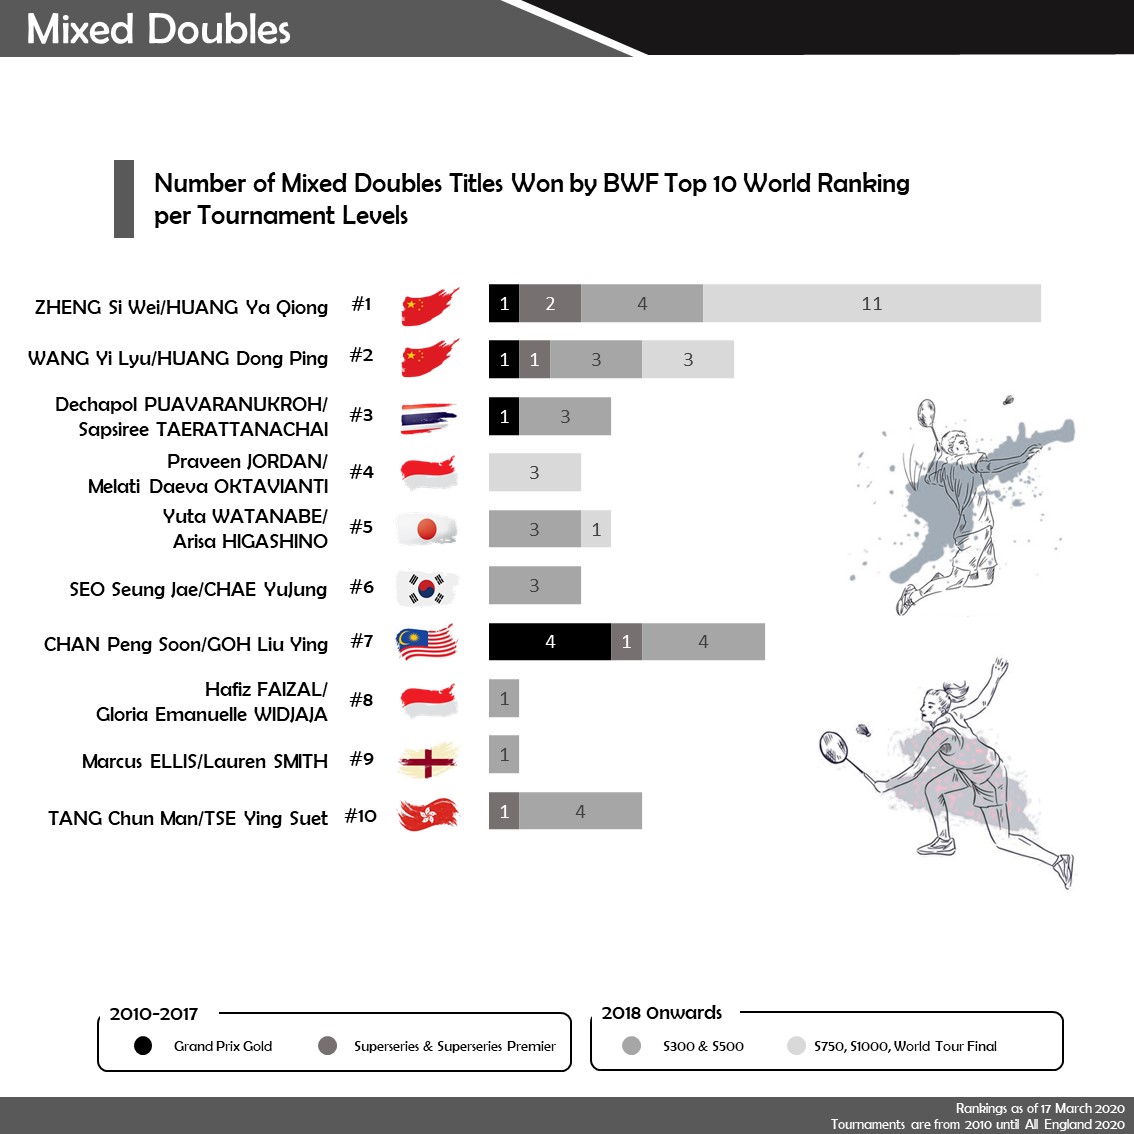 Mixed Doubles
Number of Mixed Doubles Titles Won by BWF Top 10 World Ranking
per Tournament Levels
ZHENG Si Wei/HUANG Ya Qiong #1 1 2 4 11
WANG Yi Lyu/HUANG Dong Ping #2 1 1 3 3
Dechapol PUAVARANUKROH/
Sapsiree TAERATTANACHAI #3 1 3
Praveen JORDAN/
Melati Daeva OKTAVIANTI #4 3
Yuta WATANABE/
Arisa HIGASHINO #5 3 1
SEO Seung Jae/CHAE YuJung #6 3
CHAN Peng Soon/GOH Liu Ying #7 4 1 4
Hafiz FAIZAL/
Gloria Emanuelle WIDJAJA #8 1
Marcus ELLIS/Lauren SMITH #9 1
TANG Chun Man/TSE Ying Suet #10 1 4
2010-2017
Grand Prix Gold Superseries & Superseries Premier
2018 Onwards
S300 & S500 S750, S1000, World Tour Final
Rankings as of 17 March 2020
Tournaments are from 2010 until All England 2020